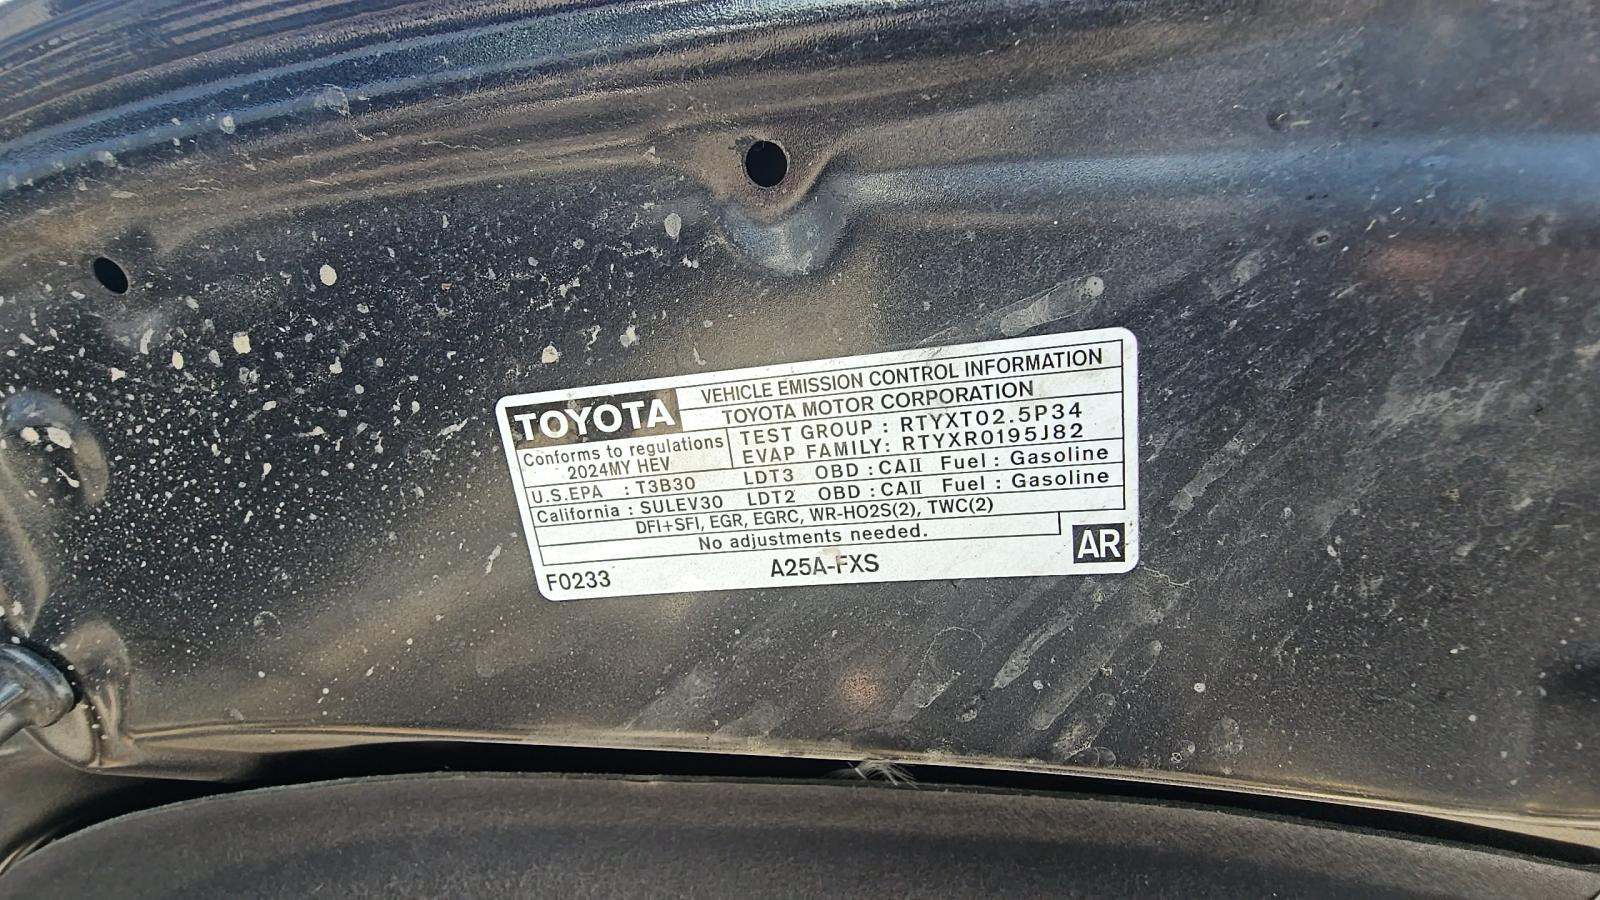 TOYOTA
VEHICLE EMISSION CONTROL INFORMATION
TOYOTA MOTOR CORPORATION
Conforms to regulations
2024MY HEV
TEST GROUP : RTYXT02.5P34
EVAP FAMILY: RTYXR0195J82
U.S.EPA : T3B30 LDT3 OBD : CAII Fuel : Gasoline
California : SULEV30 LDT2 OBD : CAII Fuel : Gasoline
DFI+SFI, EGR, EGRC, WR-HO2S(2), TWC(2)
No adjustments needed.
F0233 A25A-FXS AR